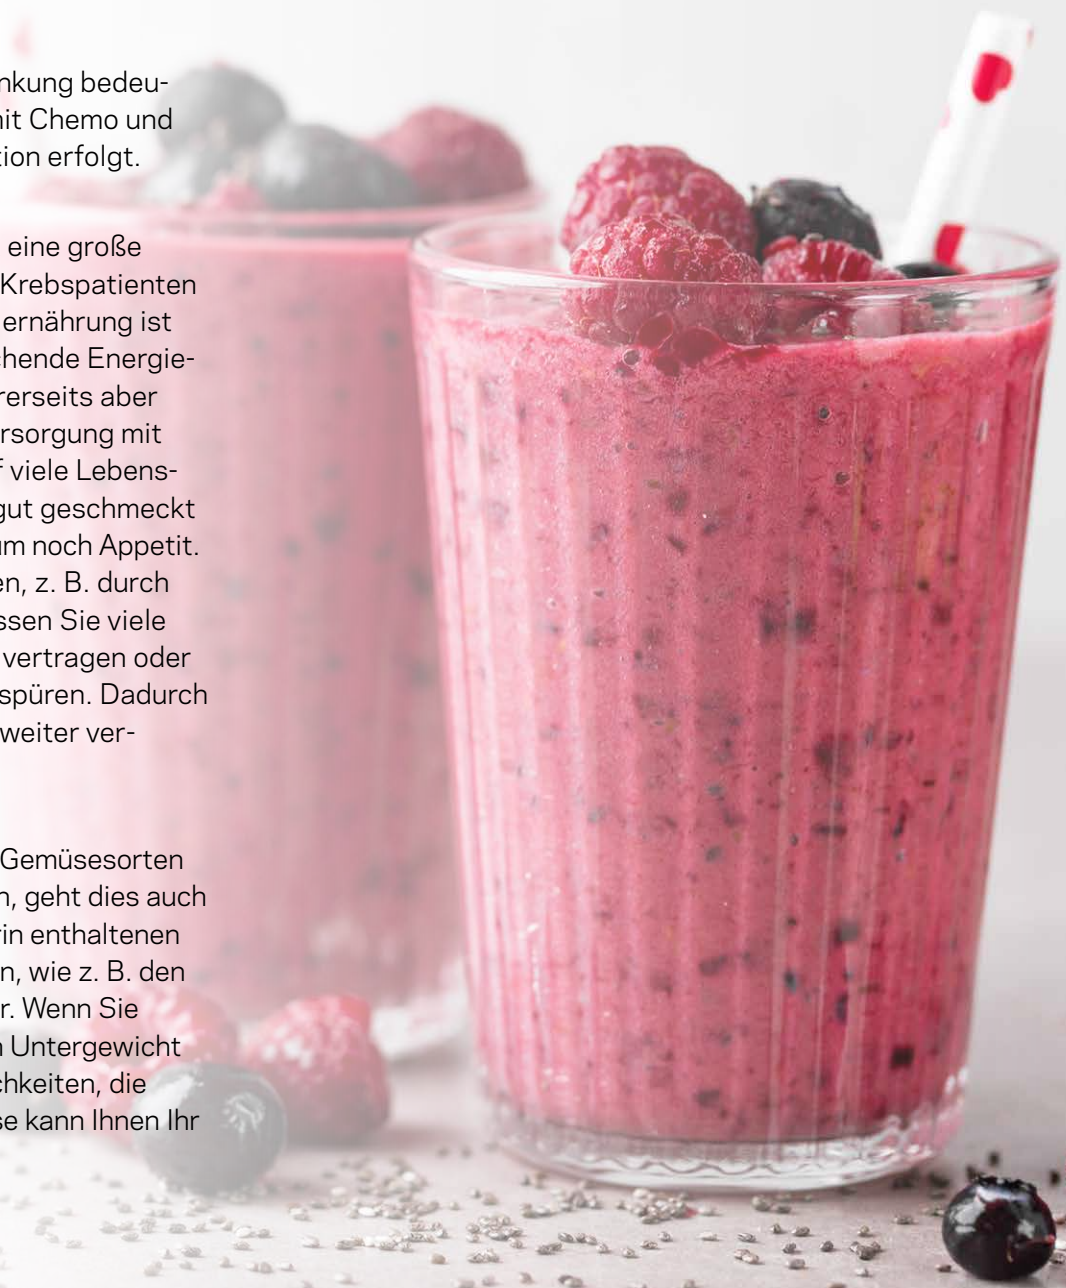 nkung bedeu-
it Chemo und
tion erfolgt.
eine große
Krebspatienten
ernährung ist
chende Energie-
rerseits aber
rsorgung mit
f viele Lebens-
gut geschmeckt
um noch Appetit.
en, z. B. durch
ssen Sie viele
vertragen oder
spüren. Dadurch
weiter ver-
Gemüsesorten
n, geht dies auch
rin enthaltenen
n, wie z. B. den
r. Wenn Sie
n Untergewicht
chkeiten, die
se kann Ihnen Ihr